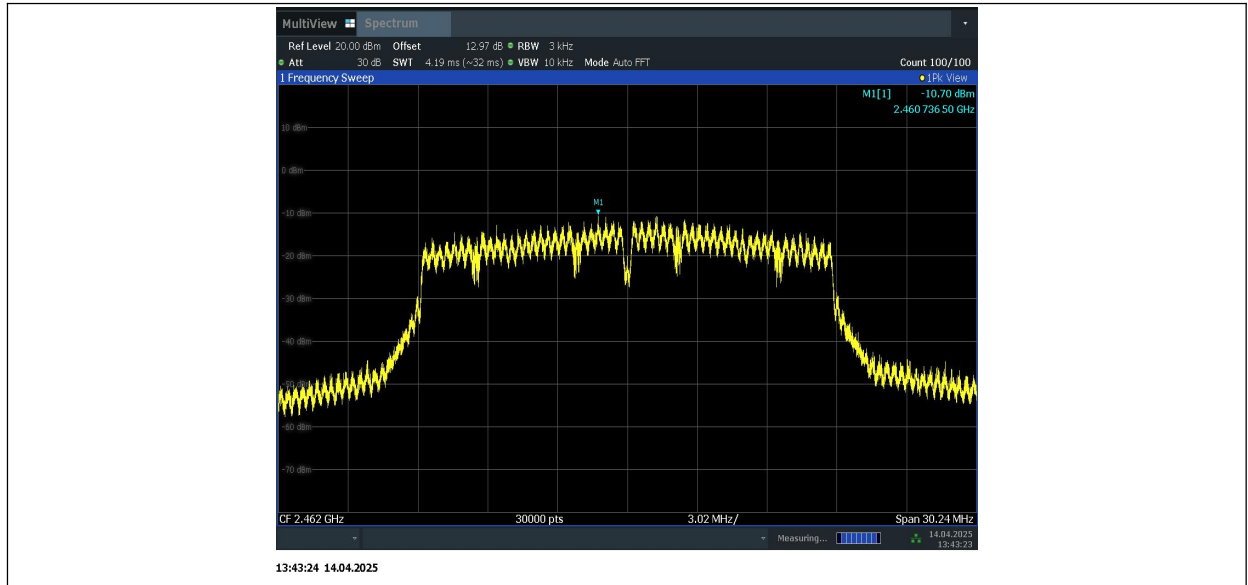 MultiView Spectrum
Ref Level 20.00 dBm Offset 12.97 dB RBW 3 kHz
Att 30 dB SWT 4.19 ms (~32 ms) VBW 10 kHz Mode Auto FFT Count 100/100
1 Frequency Sweep 1Pk View
M1[1] -10.70 dBm
2.460 736 50 GHz
10 dBm
0 dBm
M1
-10 dBm
-20 dBm
-30 dBm
-40 dBm
-50 dBm
-60 dBm
-70 dBm
CF 2.462 GHz 30000 pts 3.02 MHz/ Span 30.24 MHz
Measuring... 14.04.2025
13:43:23
13:43:24 14.04.2025